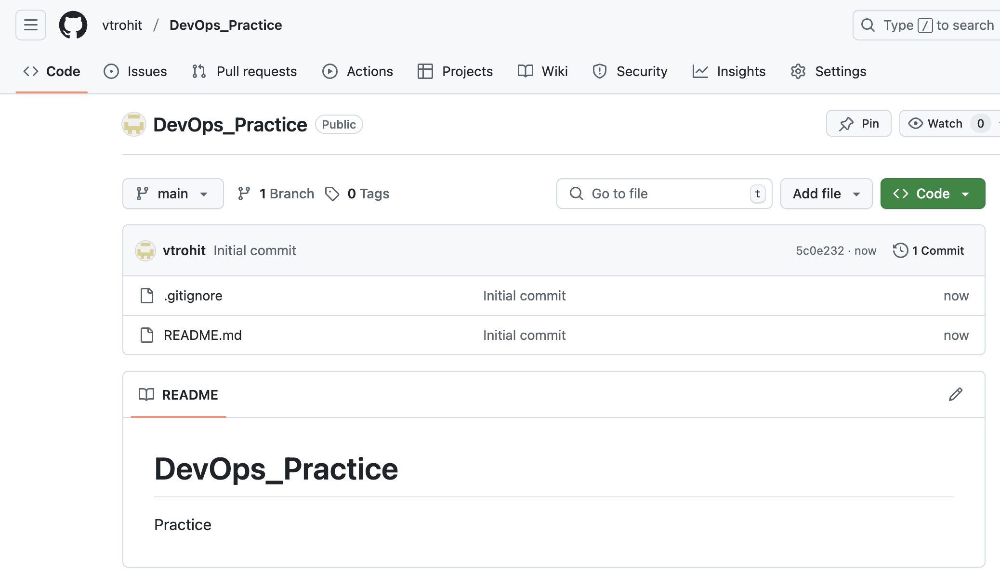 vtrohit / DevOps_Practice
Type / to search
Code Issues Pull requests Actions Projects Wiki Security Insights Settings
DevOps_Practice Public
Pin Watch 0
main 1 Branch 0 Tags
Go to file t Add file Code
vtrohit Initial commit 5c0e232 · now 1 Commit
.gitignore Initial commit now
README.md Initial commit now
README
DevOps_Practice
Practice